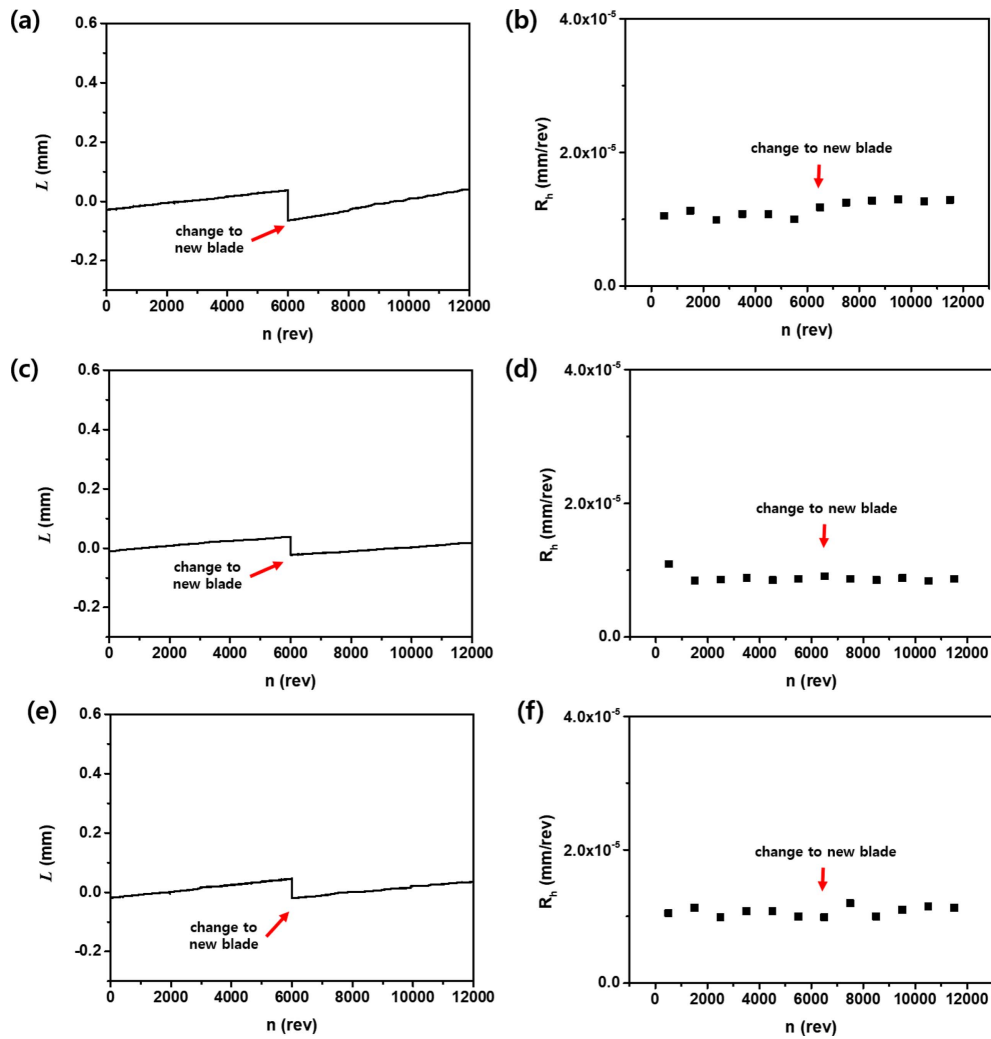 (a)
0.6
0.4
0.2
0.0
-0.2
L (mm)
change to
new blade
0 2000 4000 6000 8000 10000 12000
n (rev)
(b)
4.0x10-5
2.0x10-5
0.0
Rh (mm/rev)
change to new blade
0 2000 4000 6000 8000 10000 12000
n (rev)
(c)
0.6
0.4
0.2
0.0
-0.2
L (mm)
change to
new blade
0 2000 4000 6000 8000 10000 12000
n (rev)
(d)
4.0x10-5
2.0x10-5
0.0
Rh (mm/rev)
change to new blade
0 2000 4000 6000 8000 10000 12000
n (rev)
(e)
0.6
0.4
0.2
0.0
-0.2
L (mm)
change to
new blade
0 2000 4000 6000 8000 10000 12000
n (rev)
(f)
4.0x10-5
2.0x10-5
0.0
Rh (mm/rev)
change to new blade
0 2000 4000 6000 8000 10000 12000
n (rev)